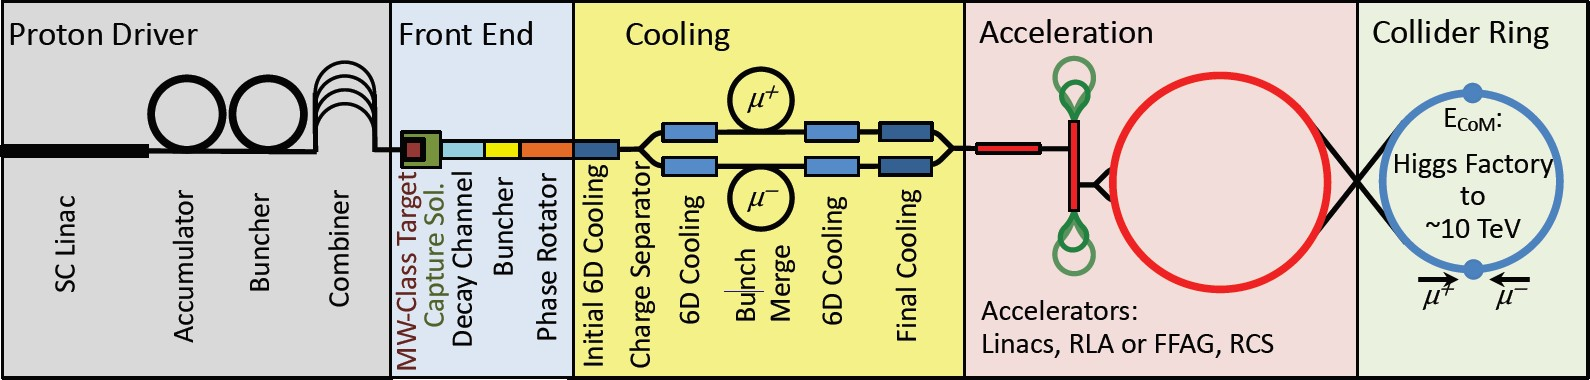 Proton Driver
SC Linac
Accumulator
Buncher
Combiner
Front End
MW-Class Target
Capture Sol.
Decay Channel
Buncher
Phase Rotator
Cooling
Initial 6D Cooling
Charge Separator
6D Cooling
μ+
μ−
Bunch
Merge
6D Cooling
Final Cooling
Acceleration
Accelerators:
Linacs, RLA or FFAG, RCS
Collider Ring
ECoM:
Higgs Factory
to
~10 TeV
μ+ μ−